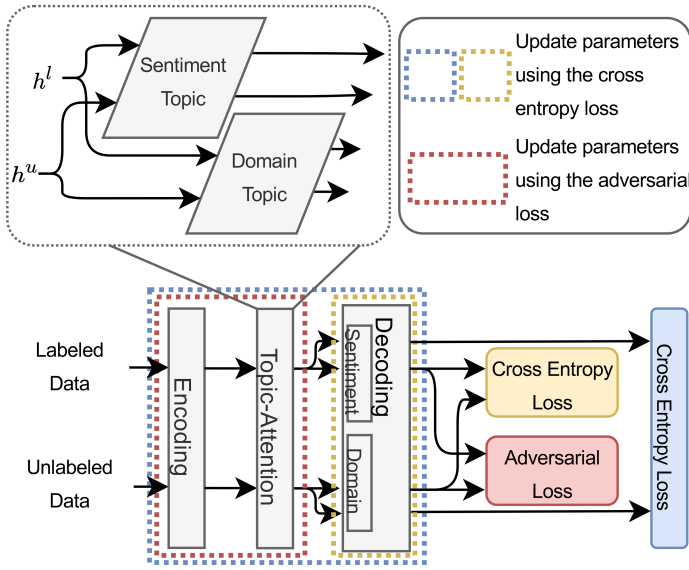 Sentiment
Topic
h^l
h^u
Domain
Topic
Update parameters
using the cross
entropy loss
Update parameters
using the adversarial
loss
Labeled
Data
Unlabeled
Data
Encoding
Topic-Attention
Decoding
Sentiment
Domain
Cross Entropy
Loss
Adversarial
Loss
Cross Entropy Loss